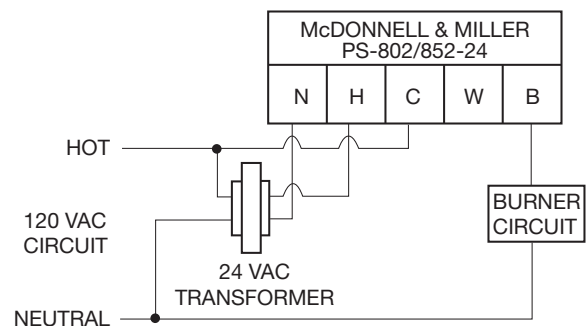 McDONNELL & MILLER
PS-802/852-24
N H C W B
HOT
120 VAC
CIRCUIT
BURNER
CIRCUIT
24 VAC
TRANSFORMER
NEUTRAL